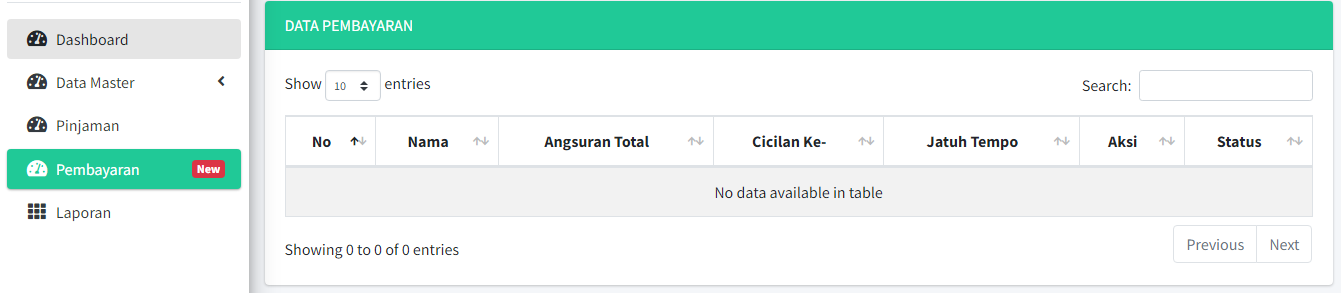 Dashboard
Data Master
Pinjaman
Pembayaran New
Laporan
DATA PEMBAYARAN
Show 10 entries
Search:
No Nama Angsuran Total Cicilan Ke- Jatuh Tempo Aksi Status
No data available in table
Showing 0 to 0 of 0 entries
Previous Next